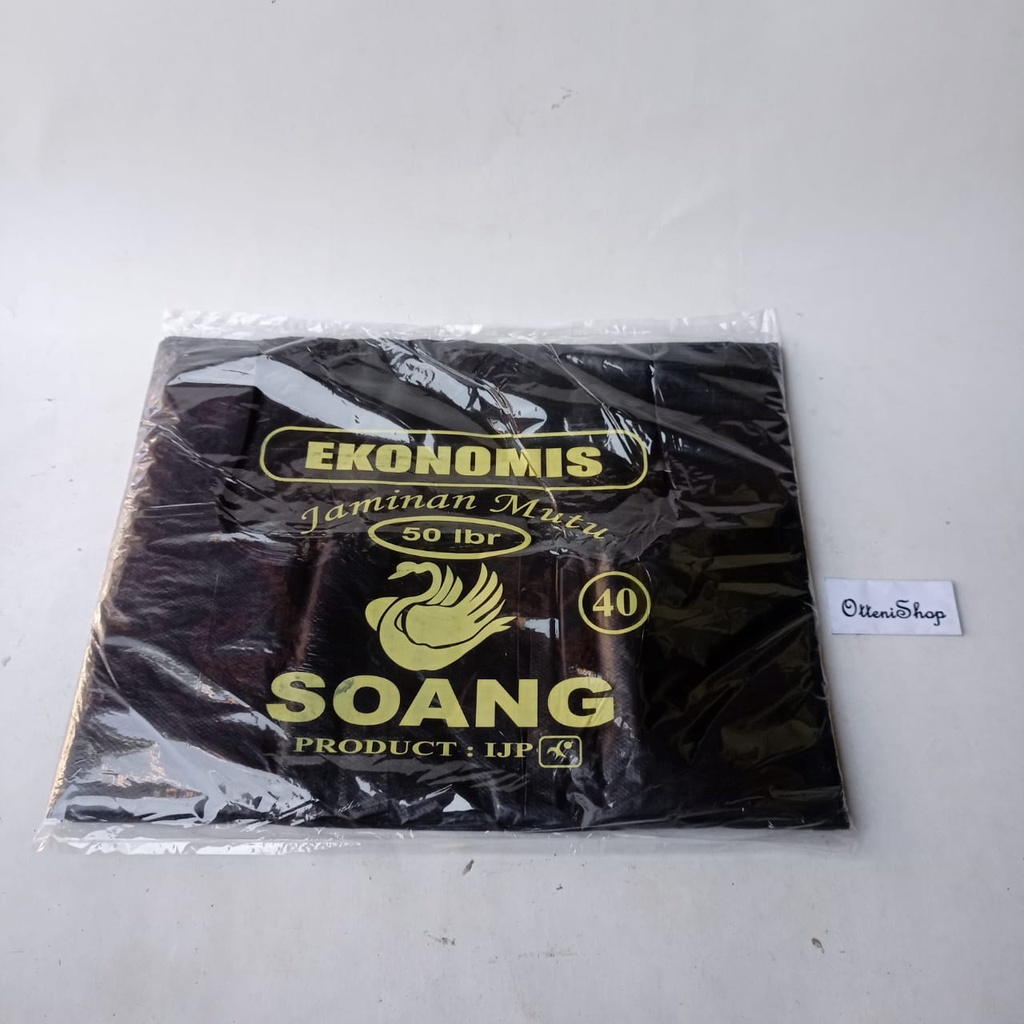 EKONOMIS
Jaminan Mutu
50 lbr
40
SOANG
PRODUCT : IJP
OtteniShop